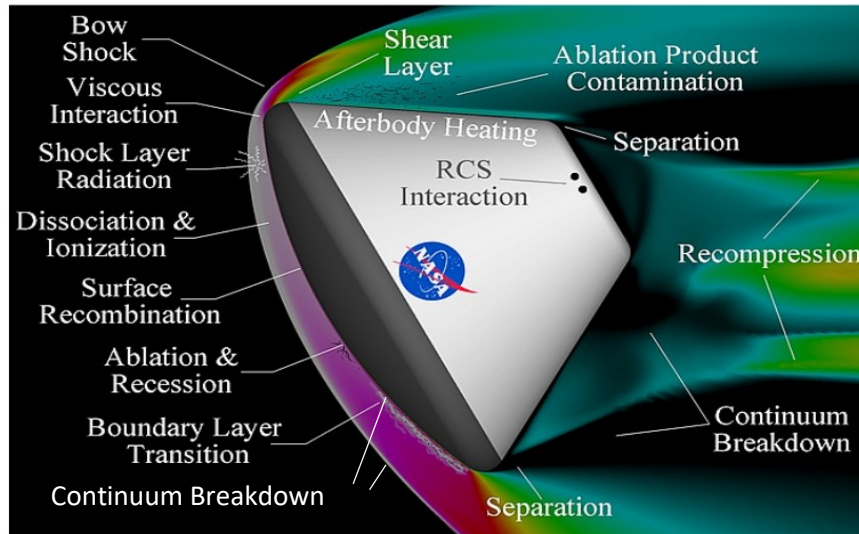 Bow
Shock
Viscous
Interaction
Shock Layer
Radiation
Dissociation &
Ionization
Surface
Recombination
Ablation &
Recession
Boundary Layer
Transition
Continuum Breakdown
Shear
Layer
Ablation Product
Contamination
Afterbody Heating
Separation
RCS
Interaction
NASA
Recompression
Continuum
Breakdown
Separation